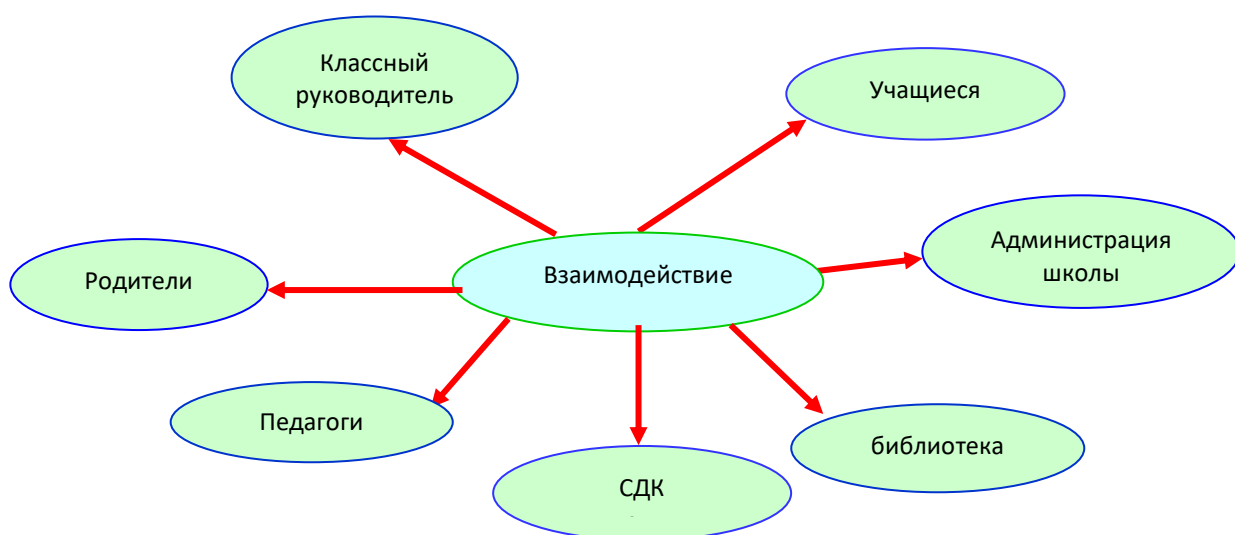 Классный
руководитель
Учащиеся
Администрация
школы
Взаимодействие
Родители
Педагоги
библиотека
СДК